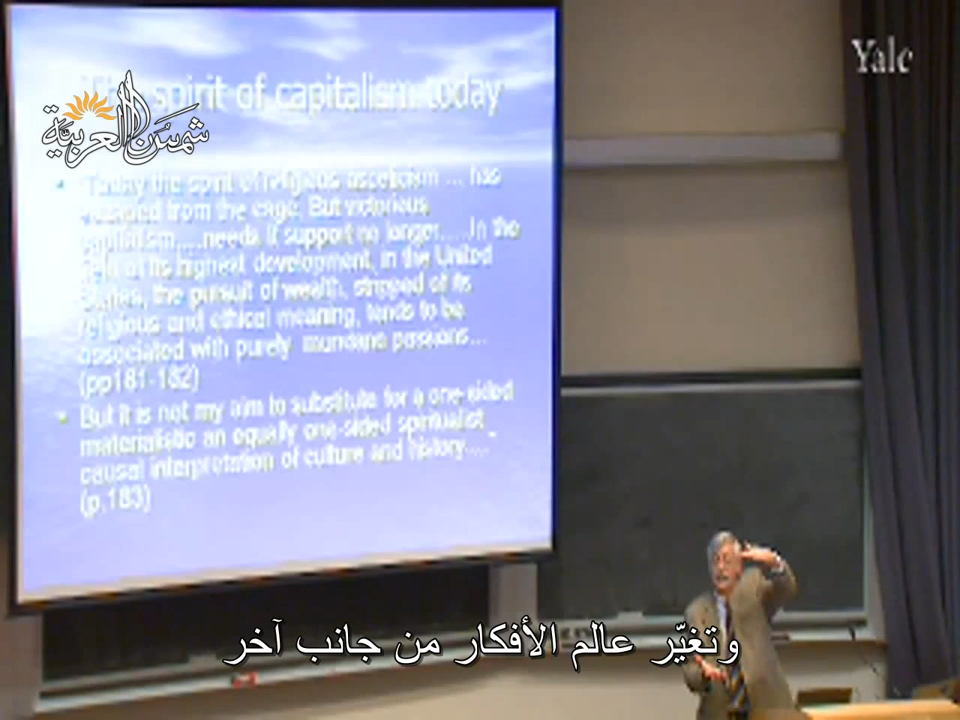 Yale
شمس العربية
spirit of capitalism today
Today the spirit of religious asceticism ... has
from the cage. But victorious
capitalism....needs it support no longer....In the
of its highest development, in the United
States, the pursuit of wealth, stripped of its
religious and ethical meaning, tends to be
associated with purely mundane passions...
(pp181-182)
But it is not my aim to substitute for a one-sided
materialistic an equally one-sided spiritualist
causal interpretation of culture and history....
(p.183)
وتغيّر عالم الأفكار من جانب آخر